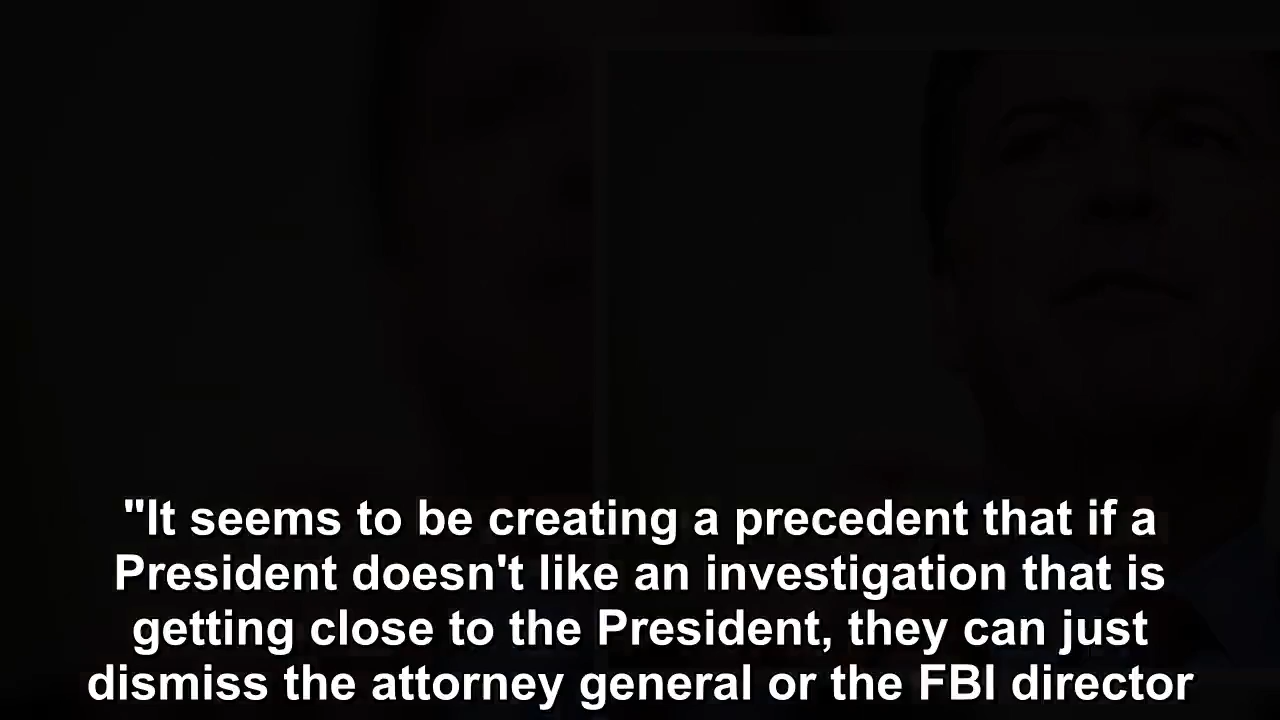 "It seems to be creating a precedent that if a
President doesn't like an investigation that is
getting close to the President, they can just
dismiss the attorney general or the FBI director